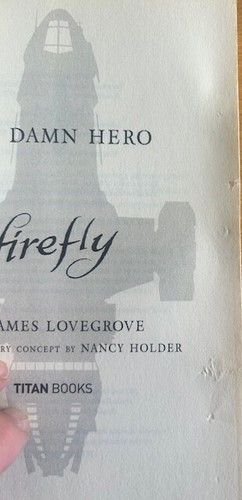 DAMN HERO
firefly
AMES LOVEGROVE
RY CONCEPT BY NANCY HOLDER
TITAN BOOKS